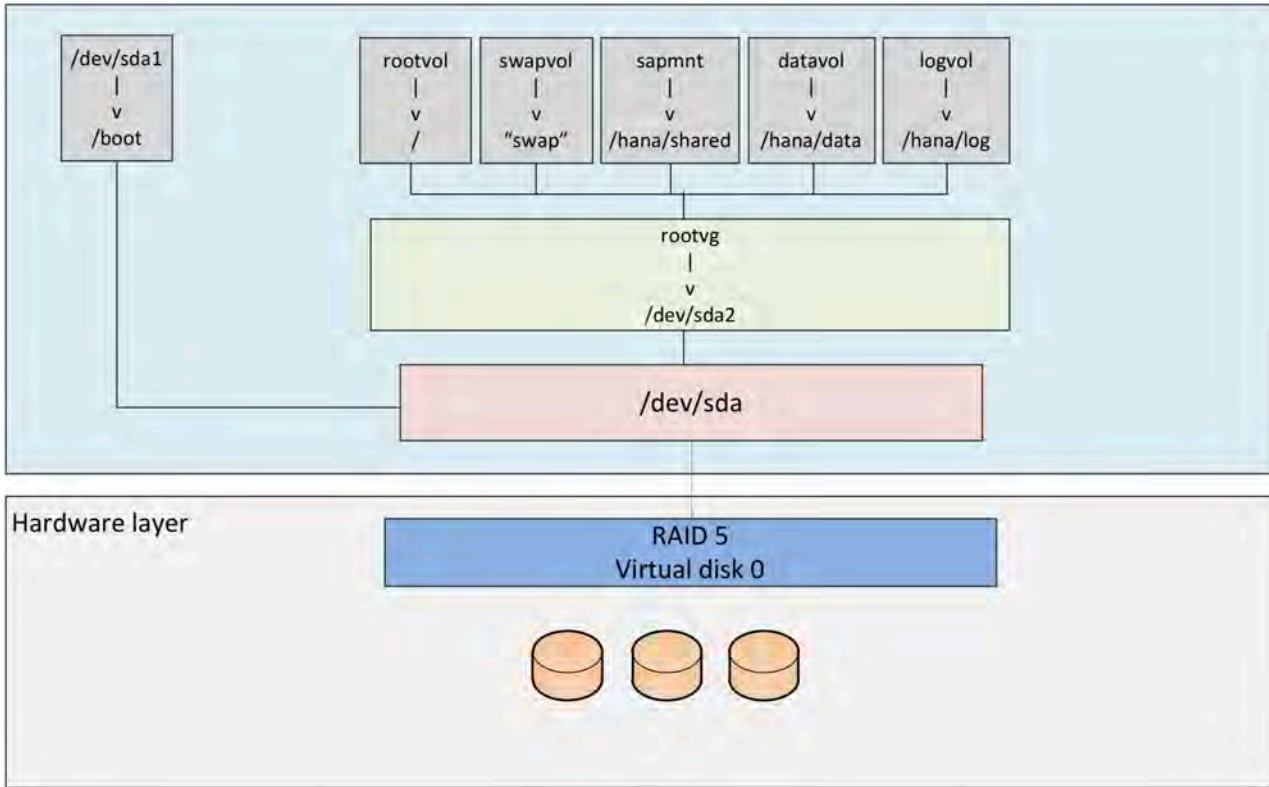 /dev/sda1
|
v
/boot
rootvol
|
v
/
swapvol
|
v
“swap”
sapmnt
|
v
/hana/shared
datavol
|
v
/hana/data
logvol
|
v
/hana/log
rootvg
|
v
/dev/sda2
/dev/sda
Hardware layer
RAID 5
Virtual disk 0